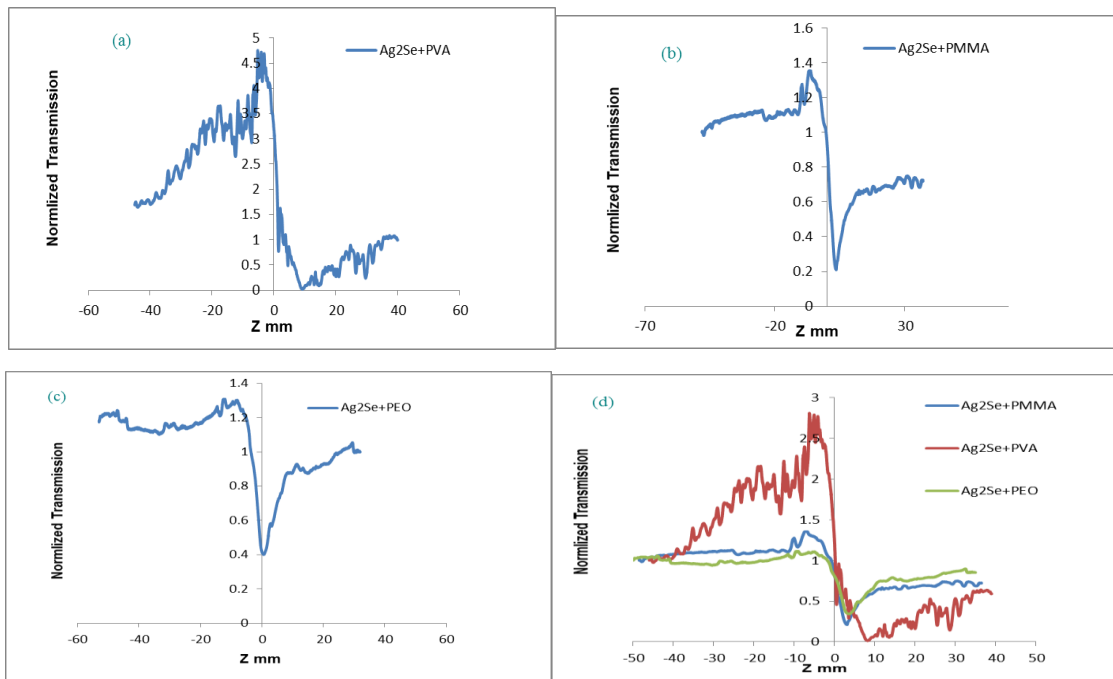 (a)
Ag2Se+PVA
Normlized Transmission
5
4.5
4
3.5
3
2.5
2
1.5
1
0.5
0
-60 -40 -20 0 20 40 60
Z mm
(b)
Ag2Se+PMMA
Normlized Transmission
1.6
1.4
1.2
1
0.8
0.6
0.4
0.2
0
-70 -20 30
Z mm
(c)
Ag2Se+PEO
Normlized Transmission
1.4
1.2
1
0.8
0.6
0.4
0.2
0
-60 -40 -20 0 20 40 60
Z mm
(d)
Ag2Se+PMMA
Ag2Se+PVA
Ag2Se+PEO
Normlized Transmission
3
2.5
2
1.5
1
0.5
0
-50 -40 -30 -20 -10 0 10 20 30 40 50
Z mm